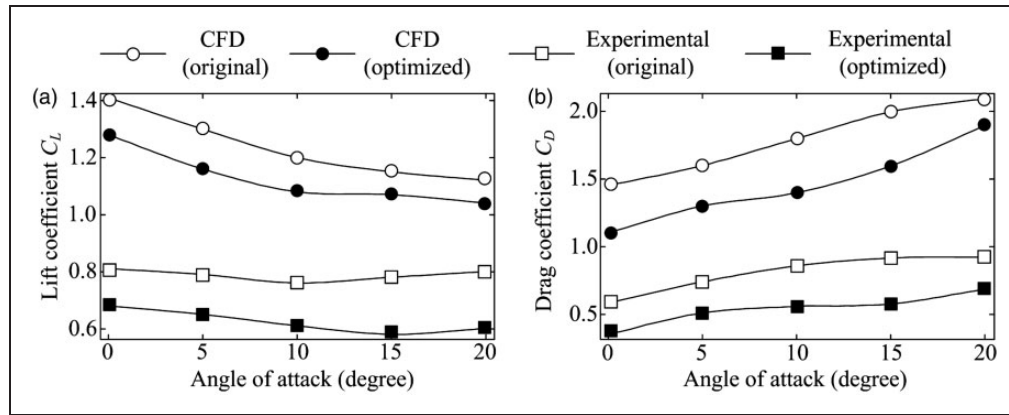 CFD
(original)
CFD
(optimized)
Experimental
(original)
Experimental
(optimized)
(a)
Lift coefficient C_L
1.4
1.2
1.0
0.8
0.6
0 5 10 15 20
Angle of attack (degree)
(b)
Drag coefficient C_D
2.0
1.5
1.0
0.5
0 5 10 15 20
Angle of attack (degree)